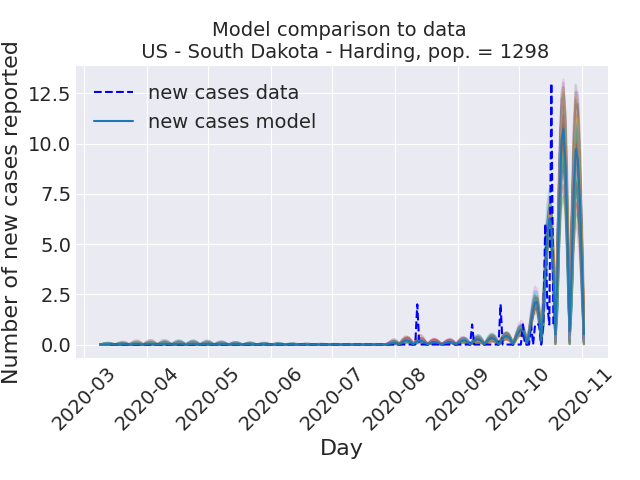 Model comparison to data
US - South Dakota - Harding, pop. = 1298
new cases data
new cases model
Number of new cases reported
12.5
10.0
7.5
5.0
2.5
0.0
2020-03
2020-04
2020-05
2020-06
2020-07
2020-08
2020-09
2020-10
2020-11
Day